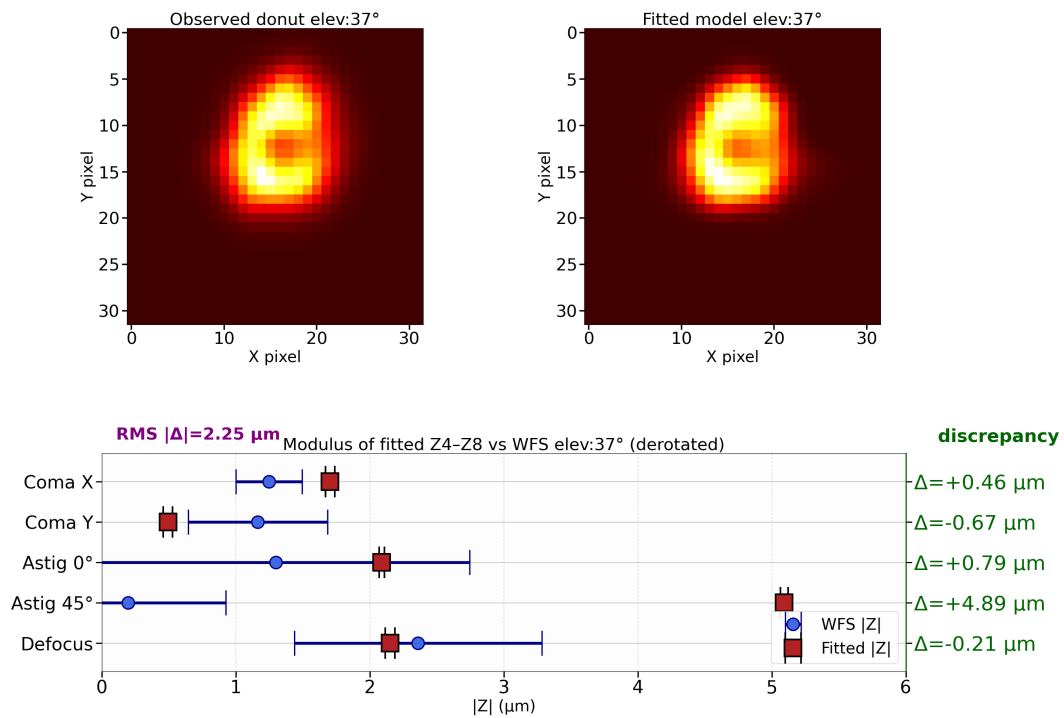 Observed donut elev:37°
Fitted model elev:37°
0
5
10
15
20
25
30
Y pixel
0 10 20 30
X pixel
0
5
10
15
20
25
30
Y pixel
0 10 20 30
X pixel
RMS |Δ|=2.25 μm
Modulus of fitted Z4–Z8 vs WFS elev:37° (derotated)
discrepancy
Coma X Δ=+0.46 μm
Coma Y Δ=-0.67 μm
Astig 0° Δ=+0.79 μm
Astig 45° Δ=+4.89 μm
Defocus Δ=-0.21 μm
WFS |Z|
Fitted |Z|
0 1 2 3 4 5 6
|Z| (μm)